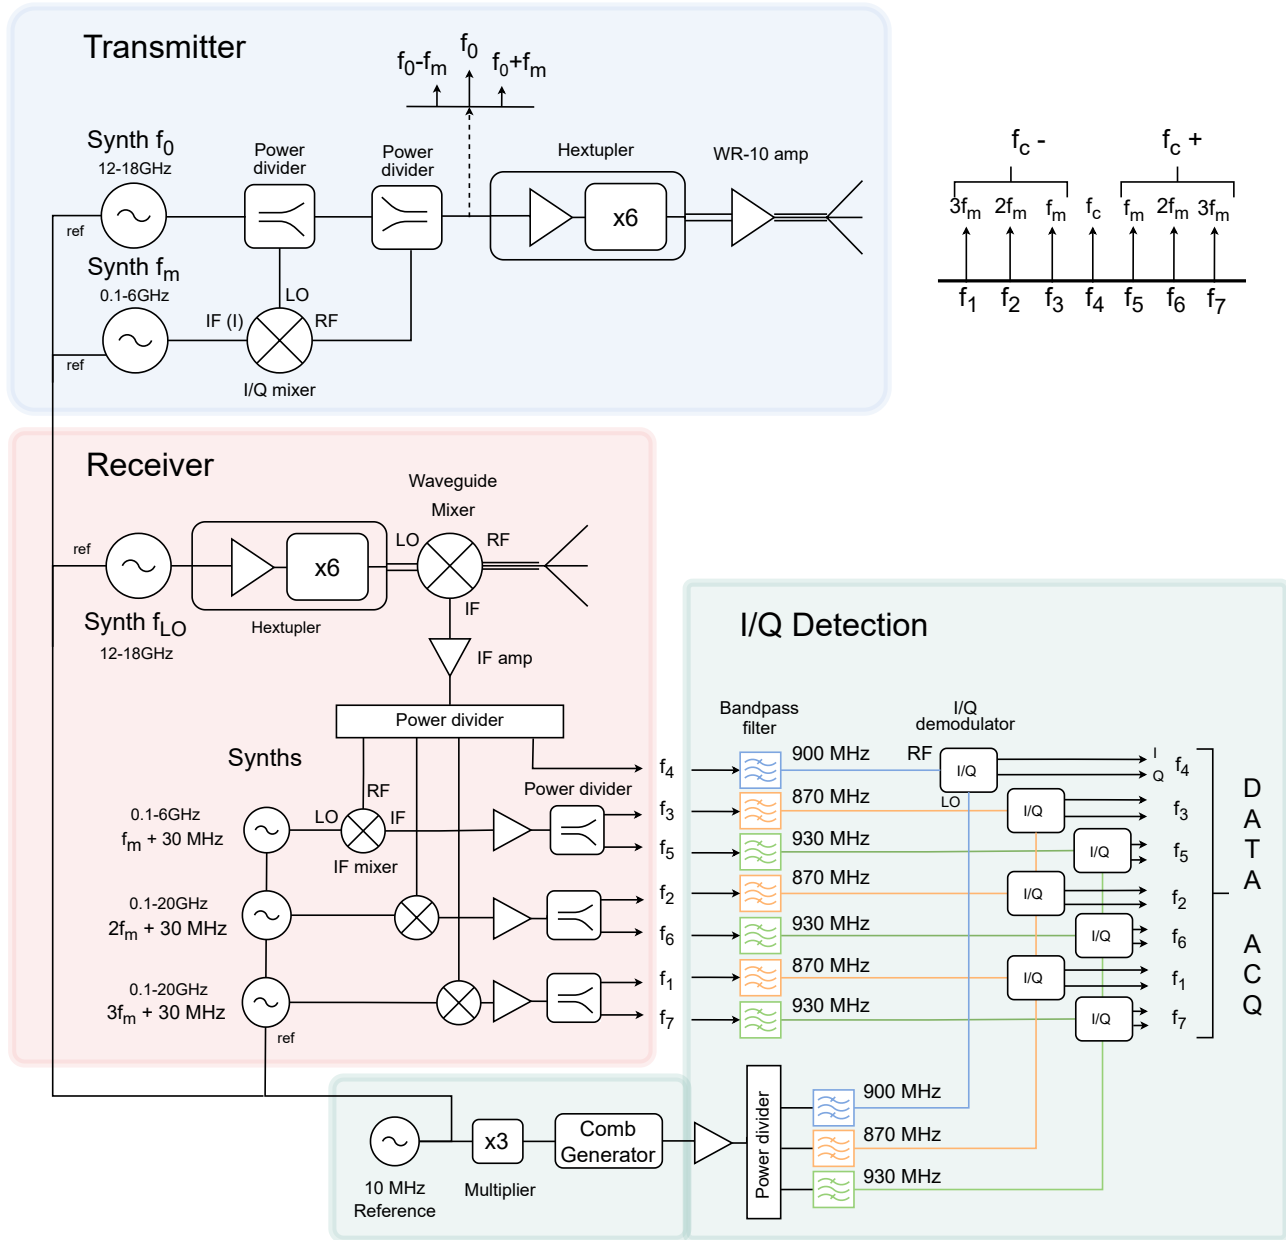 Transmitter
f0-fm
f0
f0+fm
Synth f0
12-18GHz
ref
Power
divider
Power
divider
Hextupler
x6
WR-10 amp
Synth fm
0.1-6GHz
ref
IF (I)
LO
RF
I/Q mixer
fc -
fc +
3fm 2fm fm fc fm 2fm 3fm
f1 f2 f3 f4 f5 f6 f7
Receiver
Waveguide
Mixer
ref
LO
RF
IF
x6
Hextupler
Synth fLO
12-18GHz
IF amp
Power divider
Synths
0.1-6GHz
fm + 30 MHz
LO
RF
IF
IF mixer
Power divider
0.1-20GHz
2fm + 30 MHz
0.1-20GHz
3fm + 30 MHz
ref
f4
f3
f5
f2
f6
f1
f7
I/Q Detection
Bandpass
filter
I/Q
demodulator
900 MHz
RF
I/Q
LO
I
Q
f4
870 MHz
I/Q
f3
930 MHz
I/Q
f5
870 MHz
I/Q
f2
930 MHz
I/Q
f6
870 MHz
I/Q
f1
930 MHz
I/Q
f7
DATA
ACQ
10 MHz
Reference
x3
Multiplier
Comb
Generator
Power divider
900 MHz
870 MHz
930 MHz